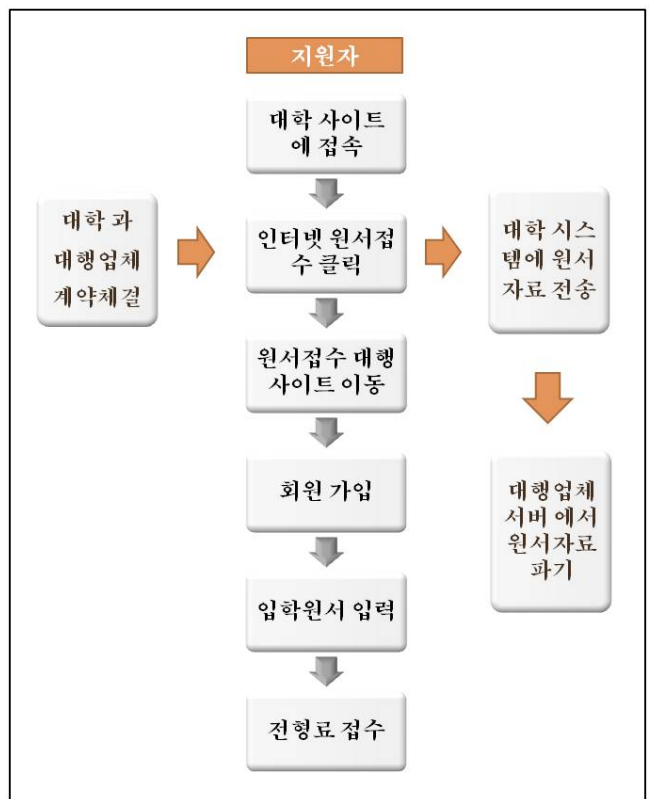 지원자
대학 사이트
에 접속
대학 과
대행업체
계약체결
인터넷 원서접
수 클릭
대학 시스
템에 원서
자료 전송
원서접수 대행
사이트 이동
회원 가입
대행업체
서버 에서
원서자료
파기
입학원서 입력
전형료 접수